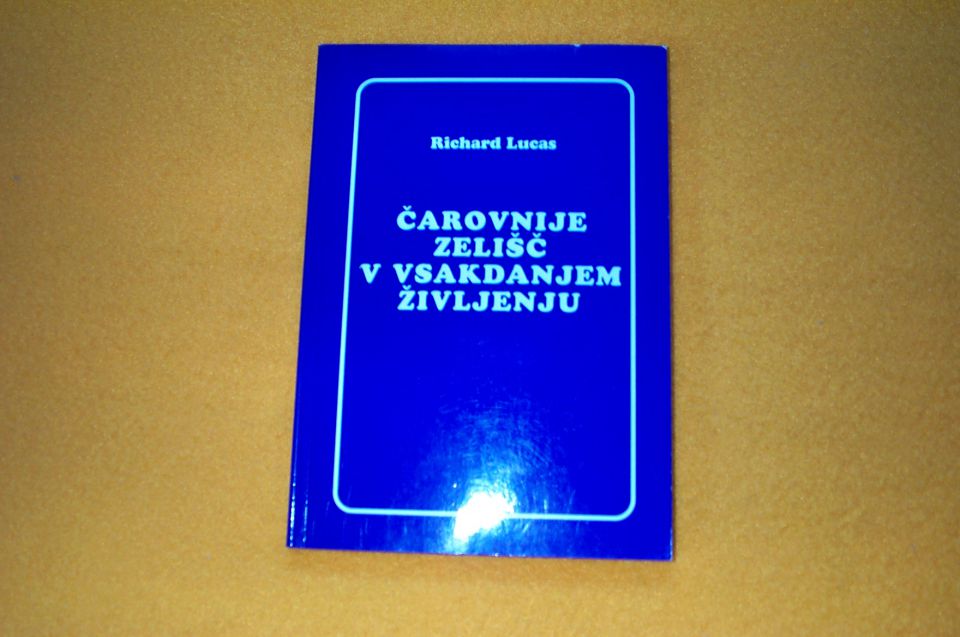 Richard Lucas
ČAROVNIJE
ZELIŠČ
V VSAKDANJEM
ŽIVLJENJU